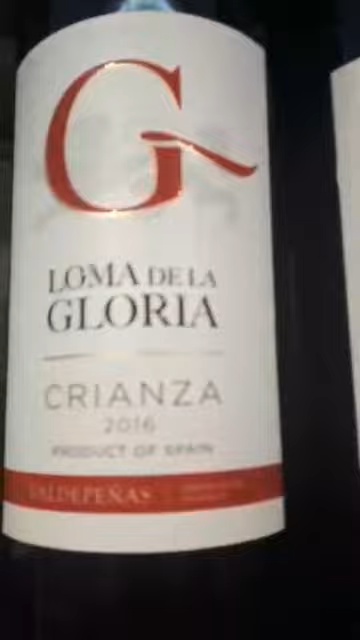 G
LOMA DE LA
GLORIA
CRIANZA
2016
PRODUCT OF SPAIN
VALDEPEÑAS